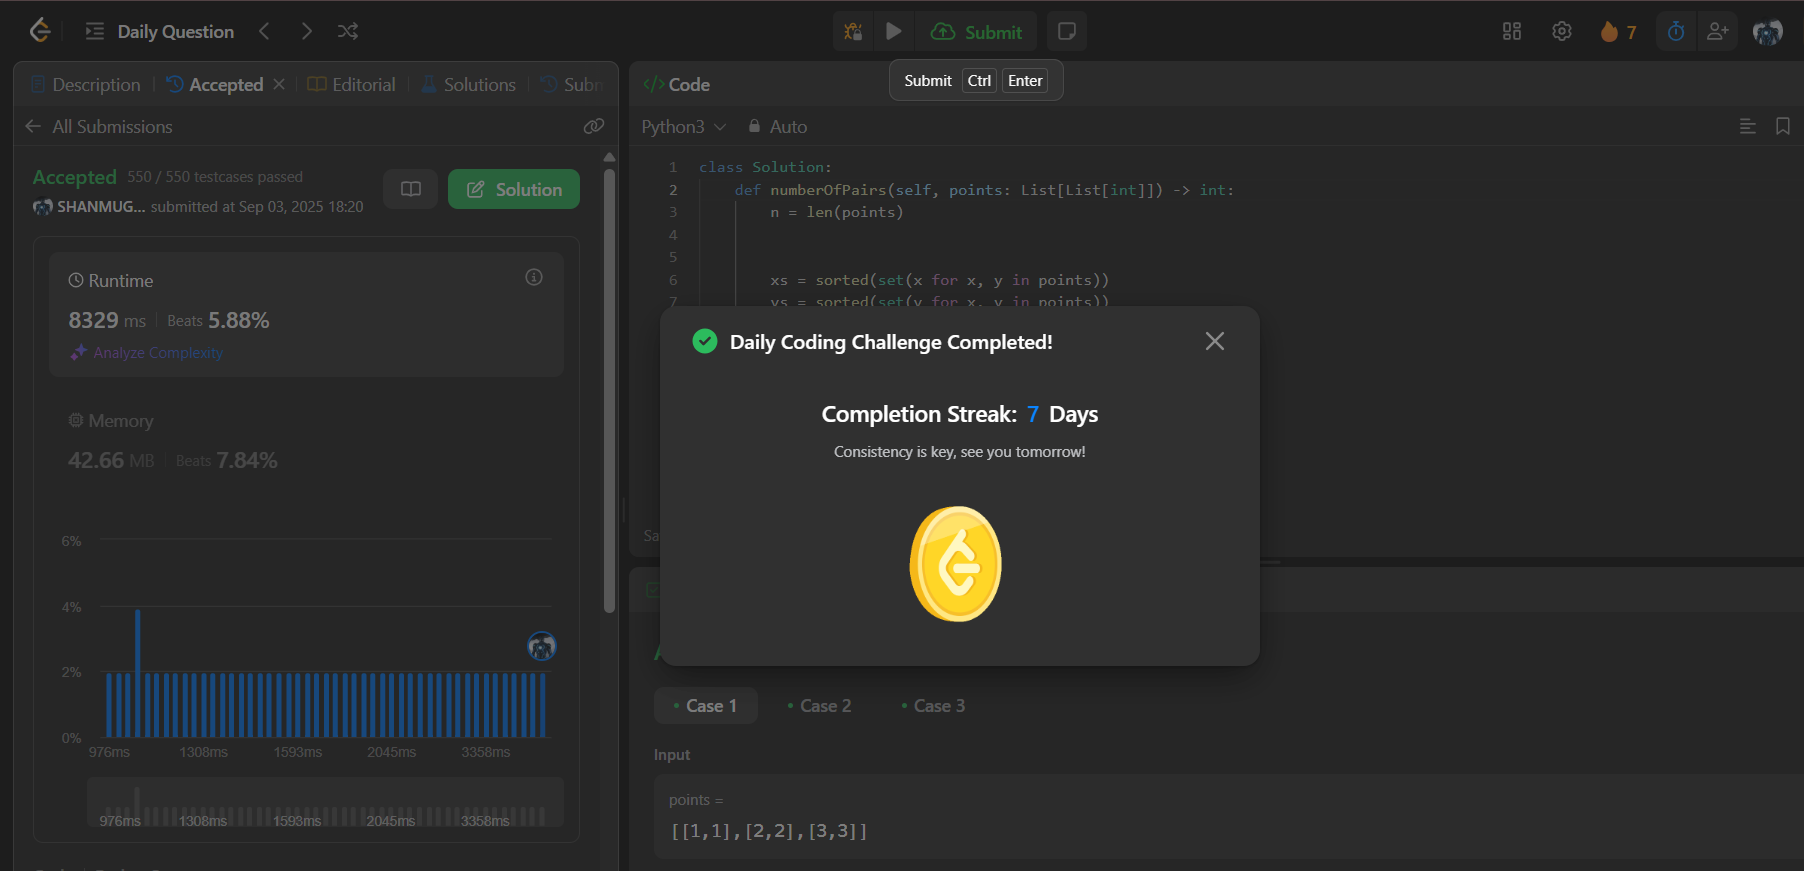 Daily Question
Submit
7
Description
Accepted
Editorial
Solutions
Code
Submit Ctrl Enter
All Submissions
Python3
Auto
Accepted 550 / 550 testcases passed
SHANMUG... submitted at Sep 03, 2025 18:20
Solution
Runtime
8329 ms
Beats 5.88%
Analyze Complexity
Memory
42.66 MB
Beats 7.84%
6%
4%
2%
0%
976ms 1308ms 1593ms 2045ms 3358ms
976ms 1308ms 1593ms 2045ms 3358ms
1 class Solution:
2 def numberOfPairs(self, points: List[List[int]]) -> int:
3 n = len(points)
4
5
6 xs = sorted(set(x for x, y in points))
7 ys = sorted(set(y for x, y in points))
Daily Coding Challenge Completed!
Completion Streak: 7 Days
Consistency is key, see you tomorrow!
Case 1
Case 2
Case 3
Input
points =
[[1,1],[2,2],[3,3]]